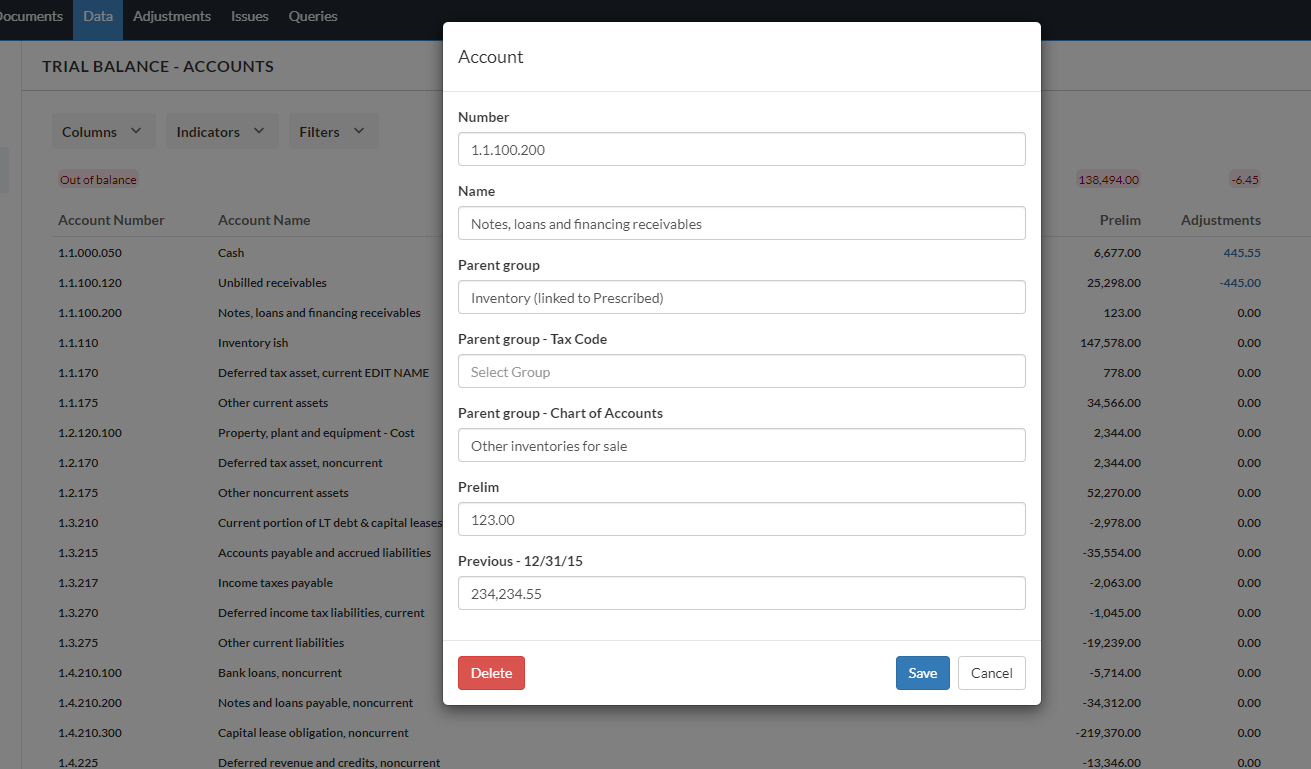 Documents Data Adjustments Issues Queries
TRIAL BALANCE - ACCOUNTS
Columns Indicators Filters
Out of balance 138,494.00 -6.45
Account Number Account Name Prelim Adjustments
1.1.000.050 Cash 6,677.00 445.55
1.1.100.120 Unbilled receivables 25,298.00 -445.00
1.1.100.200 Notes, loans and financing receivables 123.00 0.00
1.1.110 Inventory ish 147,578.00 0.00
1.1.170 Deferred tax asset, current EDIT NAME 778.00 0.00
1.1.175 Other current assets 34,566.00 0.00
1.2.120.100 Property, plant and equipment - Cost 2,344.00 0.00
1.2.170 Deferred tax asset, noncurrent 2,344.00 0.00
1.2.175 Other noncurrent assets 52,270.00 0.00
1.3.210 Current portion of LT debt & capital leases -2,978.00 0.00
1.3.215 Accounts payable and accrued liabilities -35,554.00 0.00
1.3.217 Income taxes payable -2,063.00 0.00
1.3.270 Deferred income tax liabilities, current -1,045.00 0.00
1.3.275 Other current liabilities -19,239.00 0.00
1.4.210.100 Bank loans, noncurrent -5,714.00 0.00
1.4.210.200 Notes and loans payable, noncurrent -34,312.00 0.00
1.4.210.300 Capital lease obligation, noncurrent -219,370.00 0.00
1.4.225 Deferred revenue and credits, noncurrent -13,346.00 0.00
Account
Number
1.1.100.200
Name
Notes, loans and financing receivables
Parent group
Inventory (linked to Prescribed)
Parent group - Tax Code
Select Group
Parent group - Chart of Accounts
Other inventories for sale
Prelim
123.00
Previous - 12/31/15
234,234.55
Delete Save Cancel